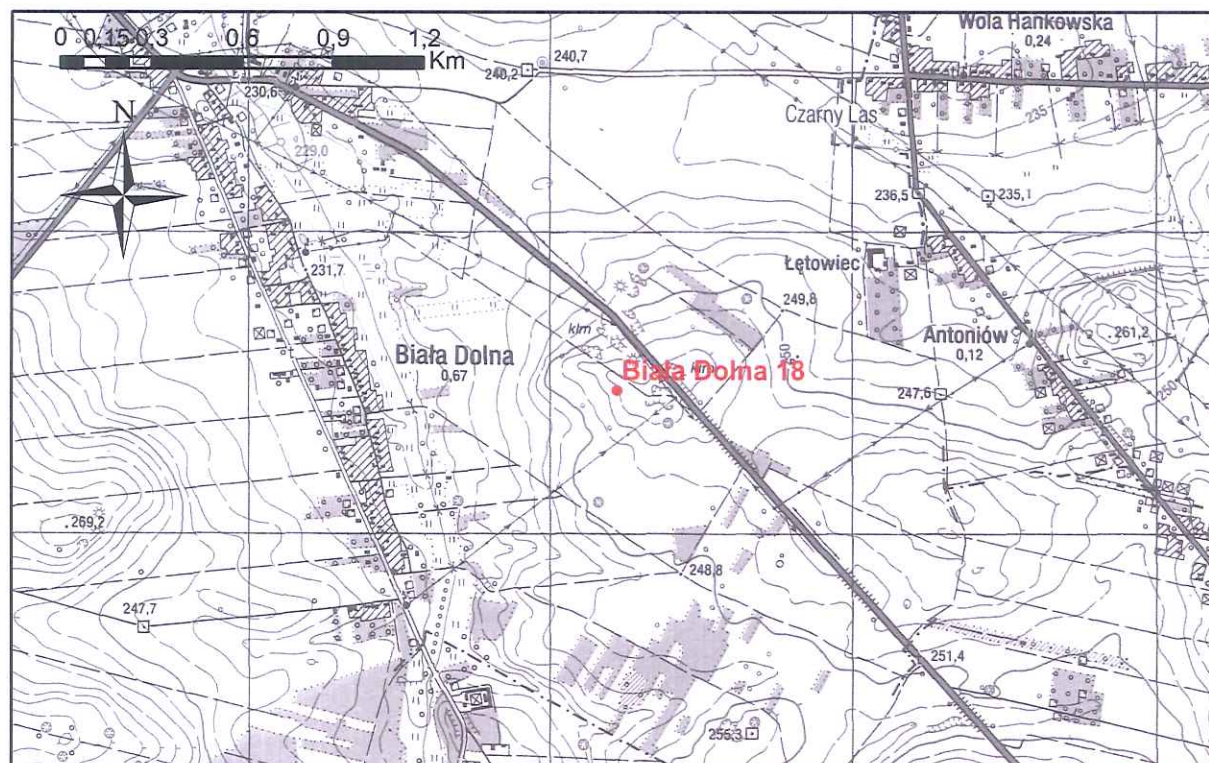 Wola Hankowska
0,24
0 0,15 0,3 0,6 0,9 1,2
Km
240,7
240,2
230,6
N
Czarny Las
235
229,0
236,5
235,1
231,7
Łętowiec
249,8
261,2
klm
Antoniów
0,12
Biała Dolna
0,67
250
klm
Biała Dolna 18
247,6
250
269,2
248,8
247,7
251,4
255,3